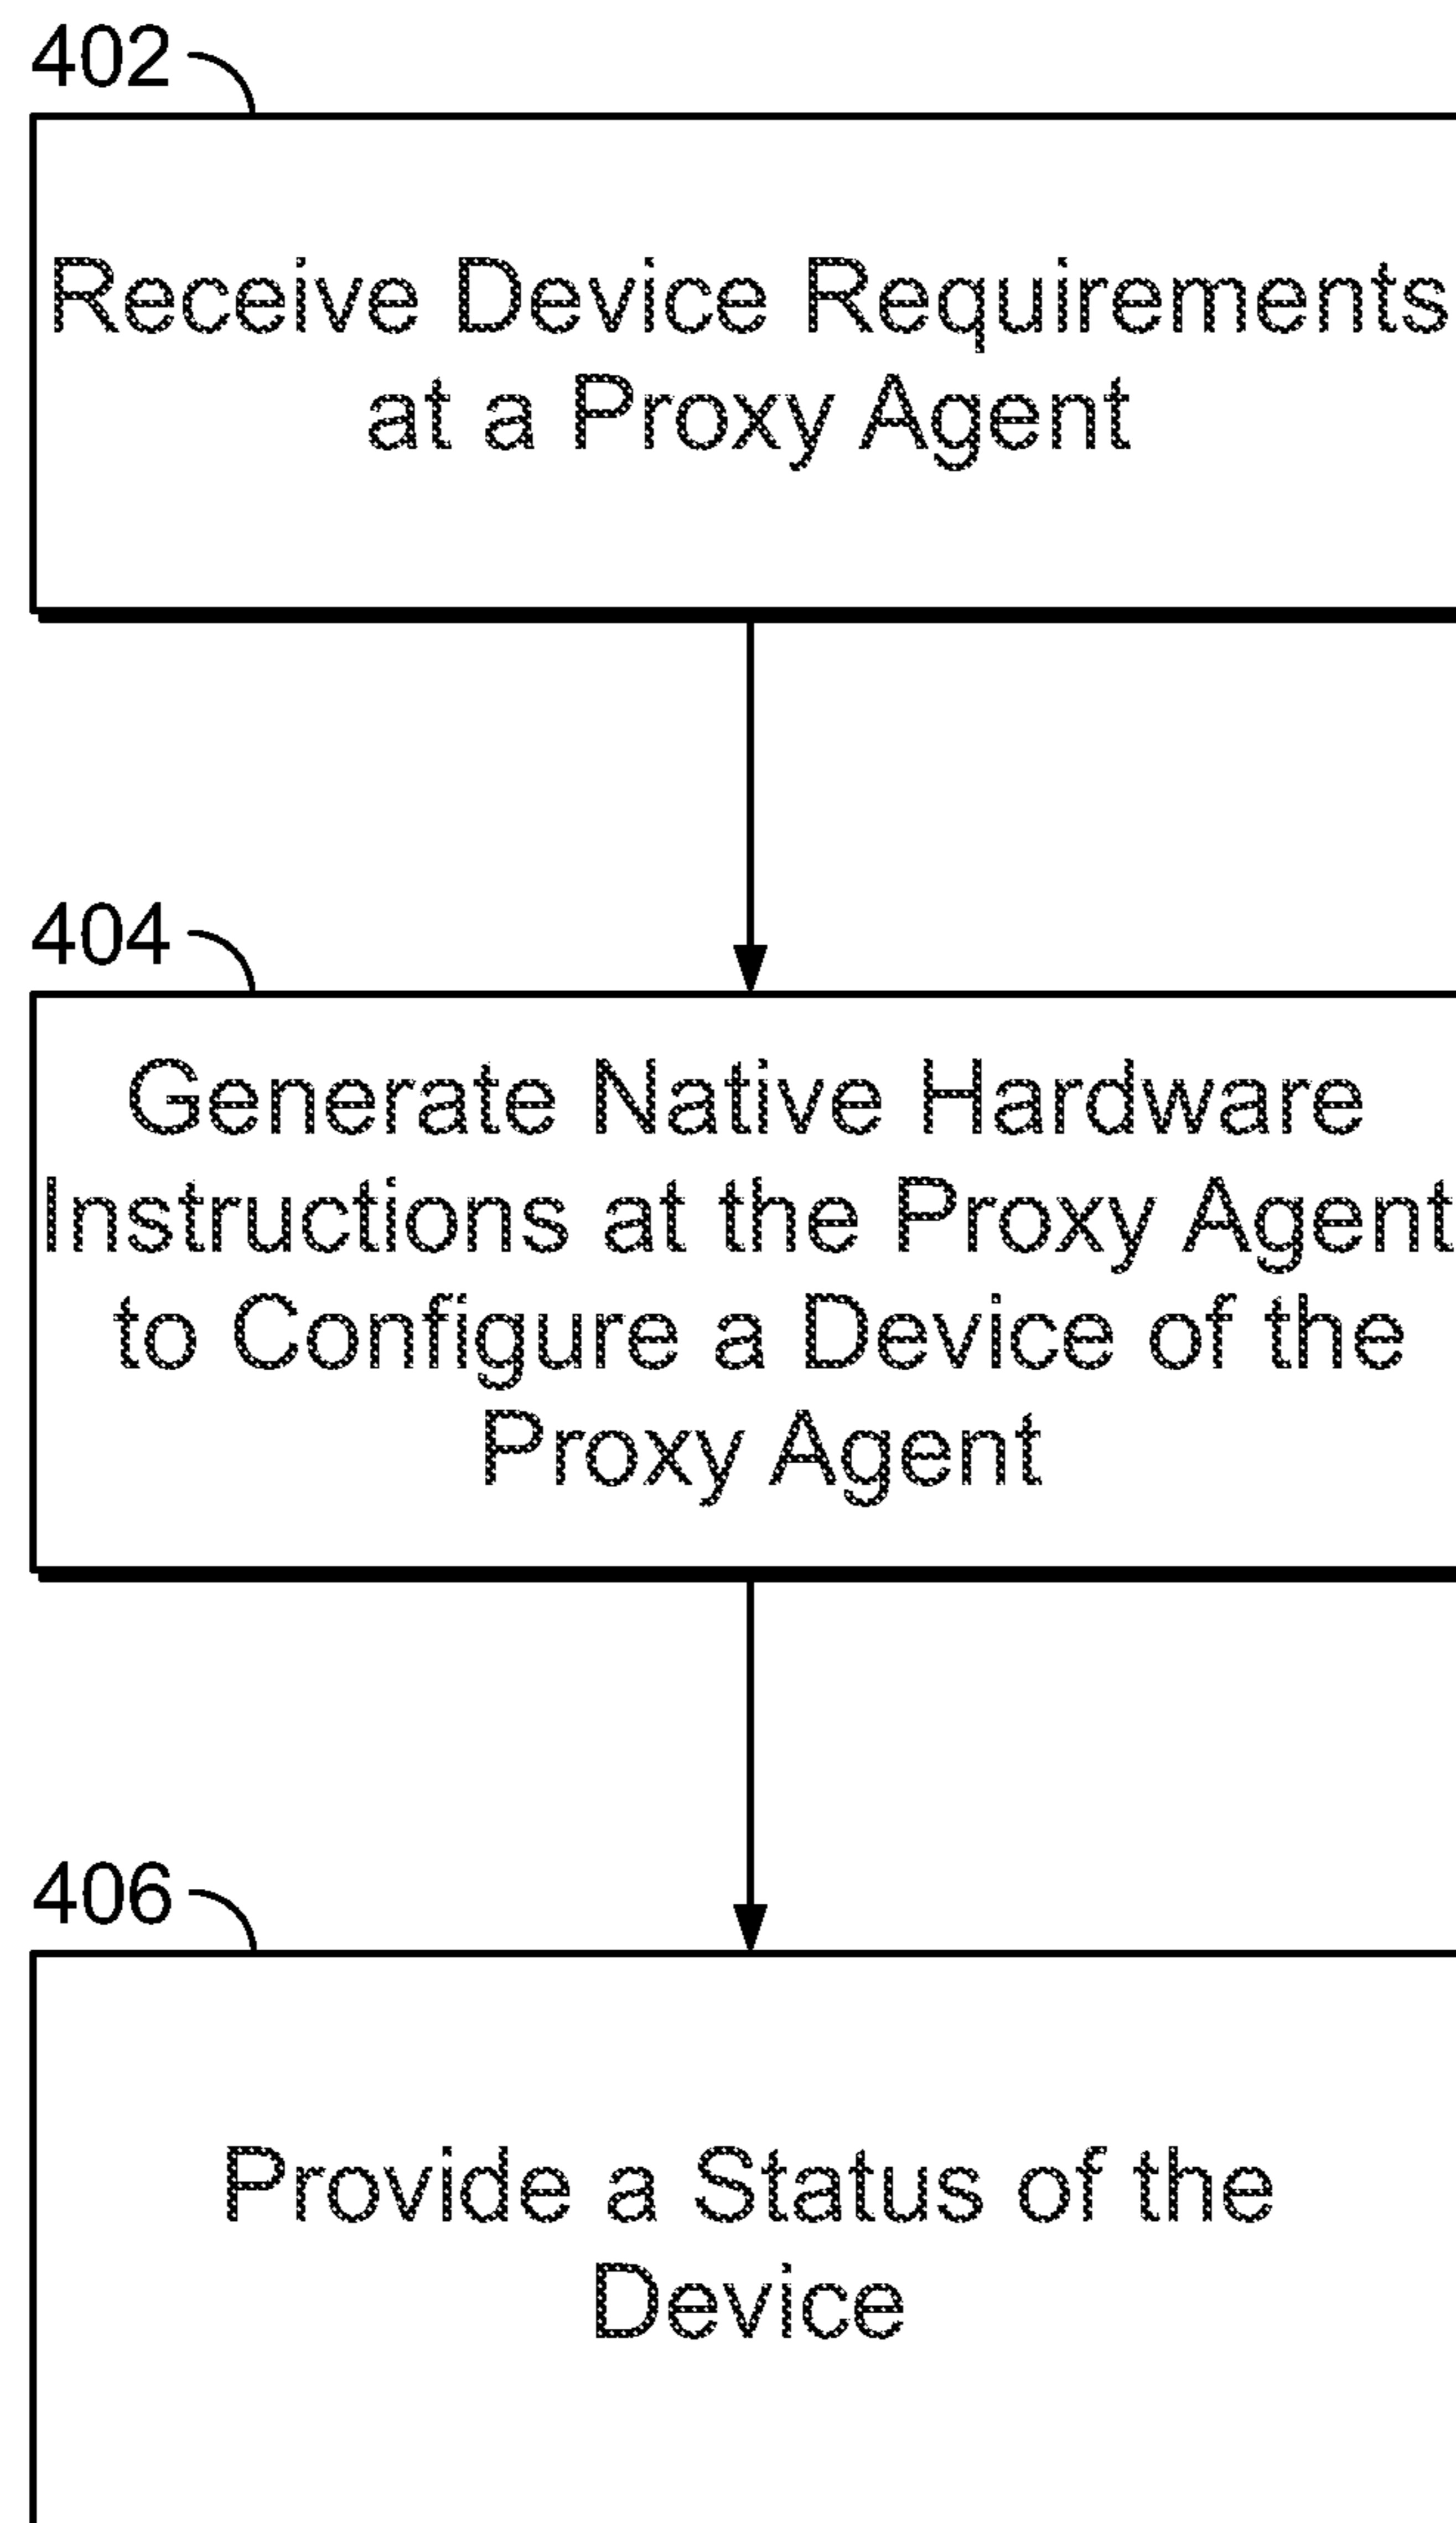 402
Receive Device Requirements
at a Proxy Agent
404
Generate Native Hardware
Instructions at the Proxy Agent
to Configure a Device of the
Proxy Agent
406
Provide a Status of the
Device